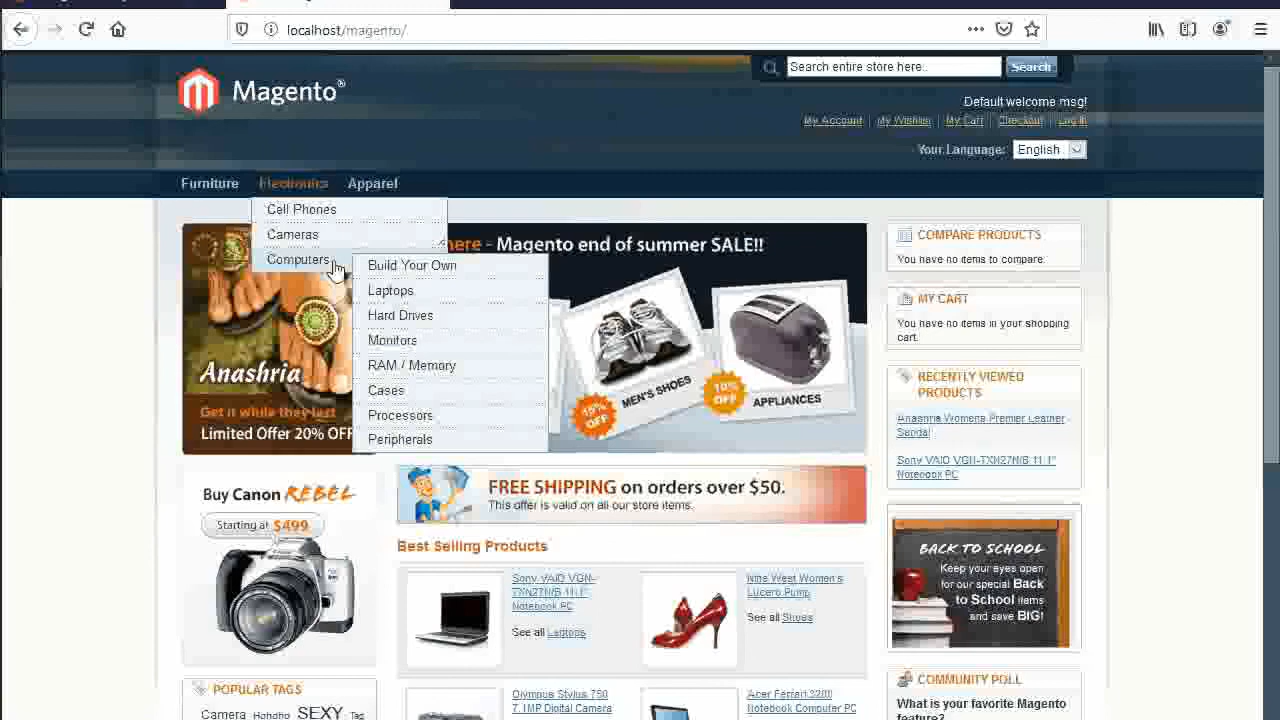 localhost/magento/
Magento®
Search entire store here..
Search
Default welcome msg!
My Account
My Wishlist
My Cart
Checkout
Log In
Your Language:
English
Furniture
Electronics
Apparel
Cell Phones
Cameras
Computers
Build Your Own
Laptops
Hard Drives
Monitors
RAM / Memory
Cases
Processors
Peripherals
here - Magento end of summer SALE!!
Anashria
Get it while they last
Limited Offer 20% OFF
15%
OFF
MEN'S SHOES
10%
OFF
APPLIANCES
COMPARE PRODUCTS
You have no items to compare.
MY CART
You have no items in your shopping
cart.
RECENTLY VIEWED
PRODUCTS
Anashria Womens Premier Leather
Sandal
Sony VAIO VGN-TXN27N/B 11.1"
Notebook PC
Buy Canon REBEL
Starting at $499
FREE SHIPPING on orders over $50.
This offer is valid on all our store items.
Best Selling Products
Sony VAIO VGN-
TXN27N/B 11.1"
Notebook PC
See all Laptops
Nine West Women's
Lucero Pump
See all Shoes
BACK TO SCHOOL
Keep your eyes open
for our special Back
to School items
and save BIG!
POPULAR TAGS
Camera Hohoho SEXY Tag
Olympus Stylus 750
7.1MP Digital Camera
Acer Ferrari 3200
Notebook Computer PC
COMMUNITY POLL
What is your favorite Magento
feature?